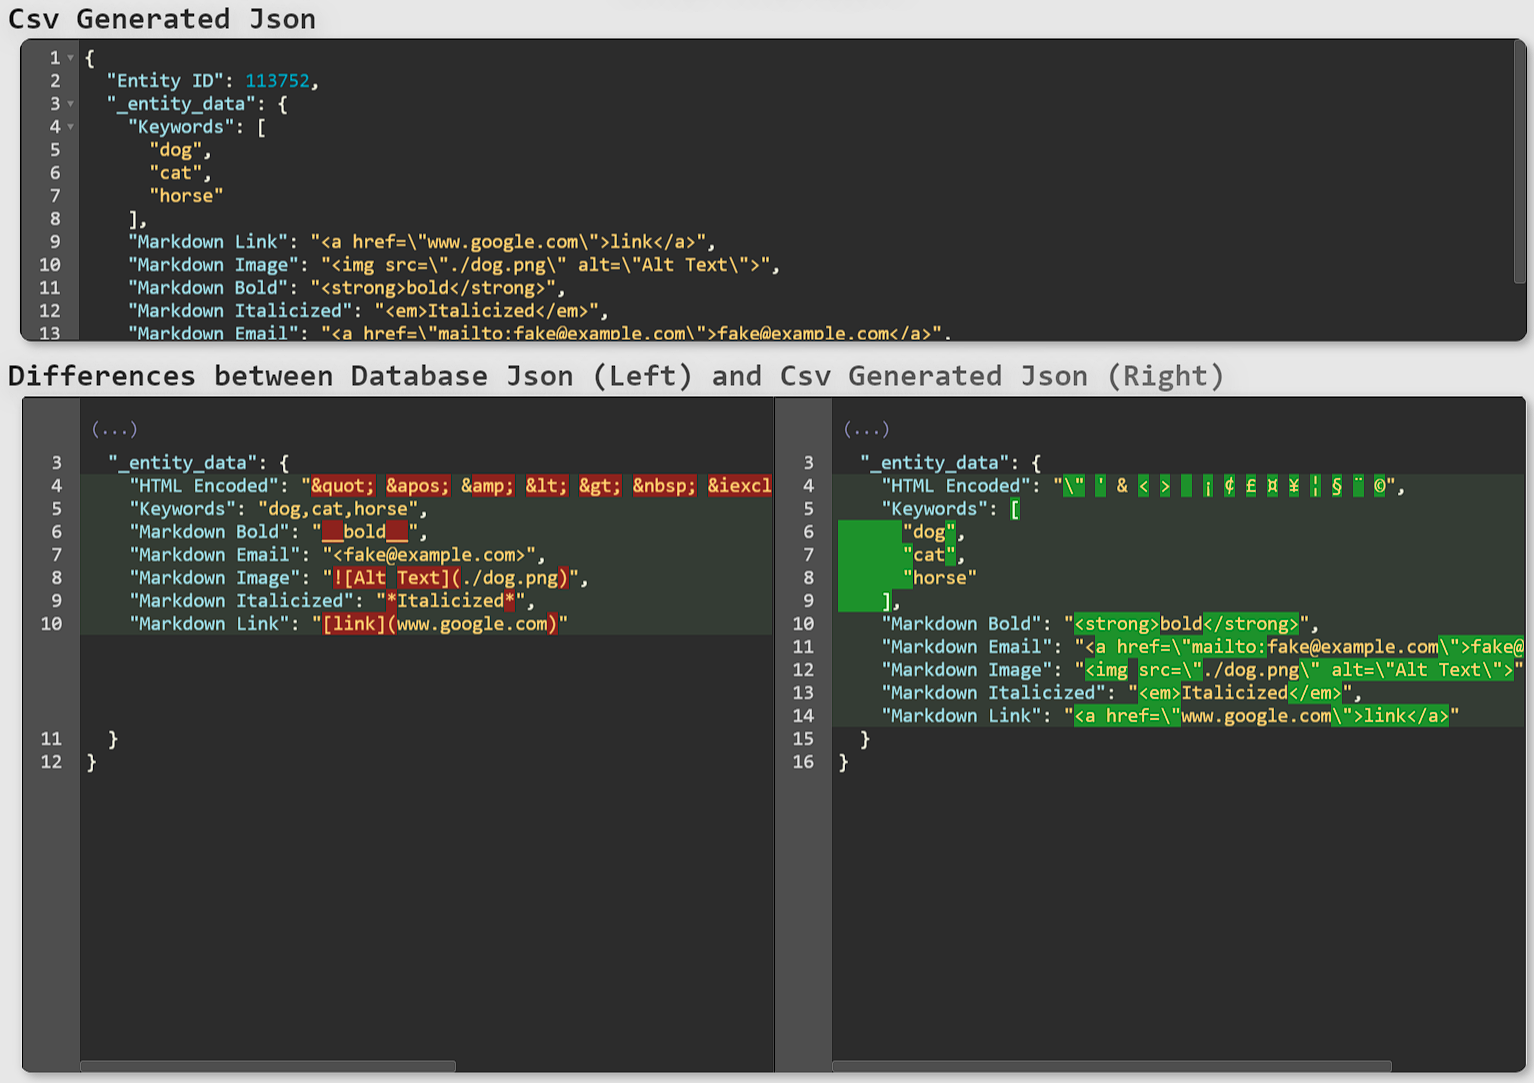 Csv Generated Json
1 {
2 "Entity ID": 113752,
3 "_entity_data": {
4 "Keywords": [
5 "dog",
6 "cat",
7 "horse"
8 ],
9 "Markdown Link": "<a href=\"www.google.com\">link</a>",
10 "Markdown Image": "<img src=\"./dog.png\" alt=\"Alt Text\">",
11 "Markdown Bold": "<strong>bold</strong>",
12 "Markdown Italicized": "<em>Italicized</em>",
13 "Markdown Email": "<a href=\"mailto:fake@example.com\">fake@example.com</a>",
Differences between Database Json (Left) and Csv Generated Json (Right)
(...)
3 "_entity_data": {
4 "HTML Encoded": "&quot; &apos; &amp; &lt; &gt; &nbsp; &iexcl
5 "Keywords": "dog,cat,horse",
6 "Markdown Bold": "__bold__",
7 "Markdown Email": "<fake@example.com>",
8 "Markdown Image": "![Alt Text](./dog.png)",
9 "Markdown Italicized": "*Italicized*",
10 "Markdown Link": "[link](www.google.com)"
11 }
12 }
(...)
3 "_entity_data": {
4 "HTML Encoded": "\" ' & < >   ¡ ¢ £ ¤ ¥ ¦ § ¨ ©",
5 "Keywords": [
6 "dog",
7 "cat",
8 "horse"
9 ],
10 "Markdown Bold": "<strong>bold</strong>",
11 "Markdown Email": "<a href=\"mailto:fake@example.com\">fake@
12 "Markdown Image": "<img src=\"./dog.png\" alt=\"Alt Text\">"
13 "Markdown Italicized": "<em>Italicized</em>",
14 "Markdown Link": "<a href=\"www.google.com\">link</a>"
15 }
16 }